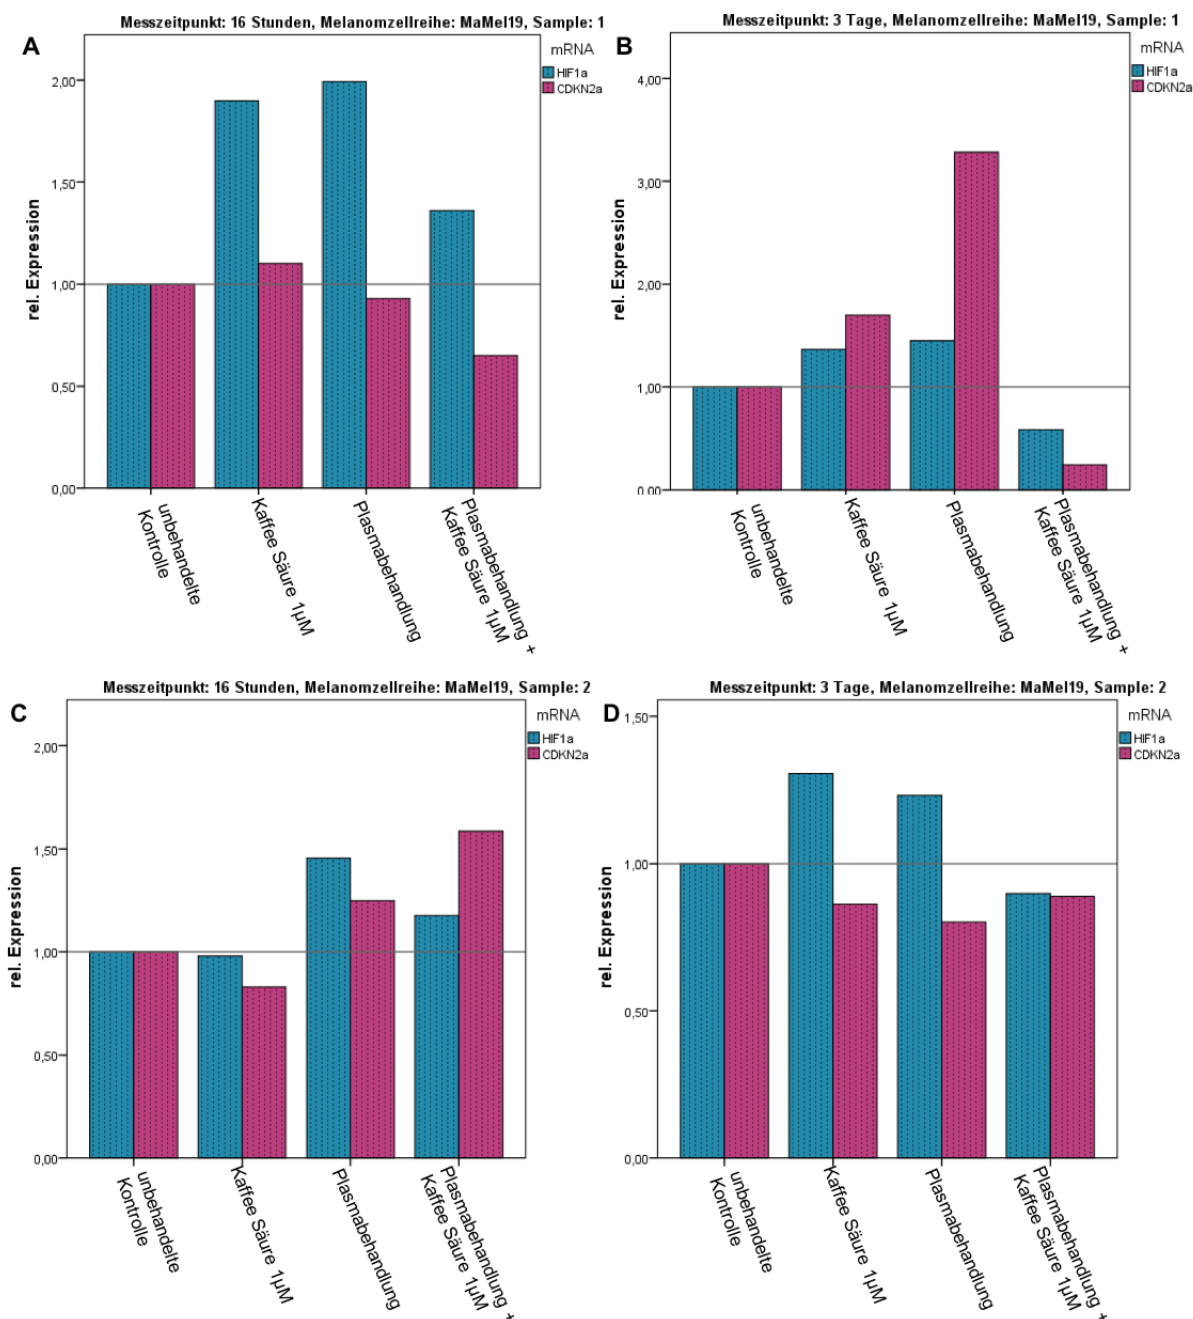 Messzeitpunkt: 16 Stunden, Melanomzellreihe: MaMel19, Sample: 1
A
mRNA
HIF1a
CDKN2a
rel. Expression
2,00
1,50
1,00
0,50
0,00
unbehandelte
Kontrolle
Kaffee Säure 1µM
Plasmabehandlung
Plasmabehandlung +
Kaffee Säure 1µM
Messzeitpunkt: 3 Tage, Melanomzellreihe: MaMel19, Sample: 1
B
mRNA
HIF1a
CDKN2a
rel. Expression
4,00
3,00
2,00
1,00
0,00
unbehandelte
Kontrolle
Kaffee Säure 1µM
Plasmabehandlung
Plasmabehandlung +
Kaffee Säure 1µM
Messzeitpunkt: 16 Stunden, Melanomzellreihe: MaMel19, Sample: 2
C
mRNA
HIF1a
CDKN2a
rel. Expression
2,00
1,50
1,00
0,50
0,00
unbehandelte
Kontrolle
Kaffee Säure 1µM
Plasmabehandlung
Plasmabehandlung +
Kaffee Säure 1µM
Messzeitpunkt: 3 Tage, Melanomzellreihe: MaMel19, Sample: 2
D
mRNA
HIF1a
CDKN2a
rel. Expression
1,50
1,00
0,50
0,00
unbehandelte
Kontrolle
Kaffee Säure 1µM
Plasmabehandlung
Plasmabehandlung +
Kaffee Säure 1µM